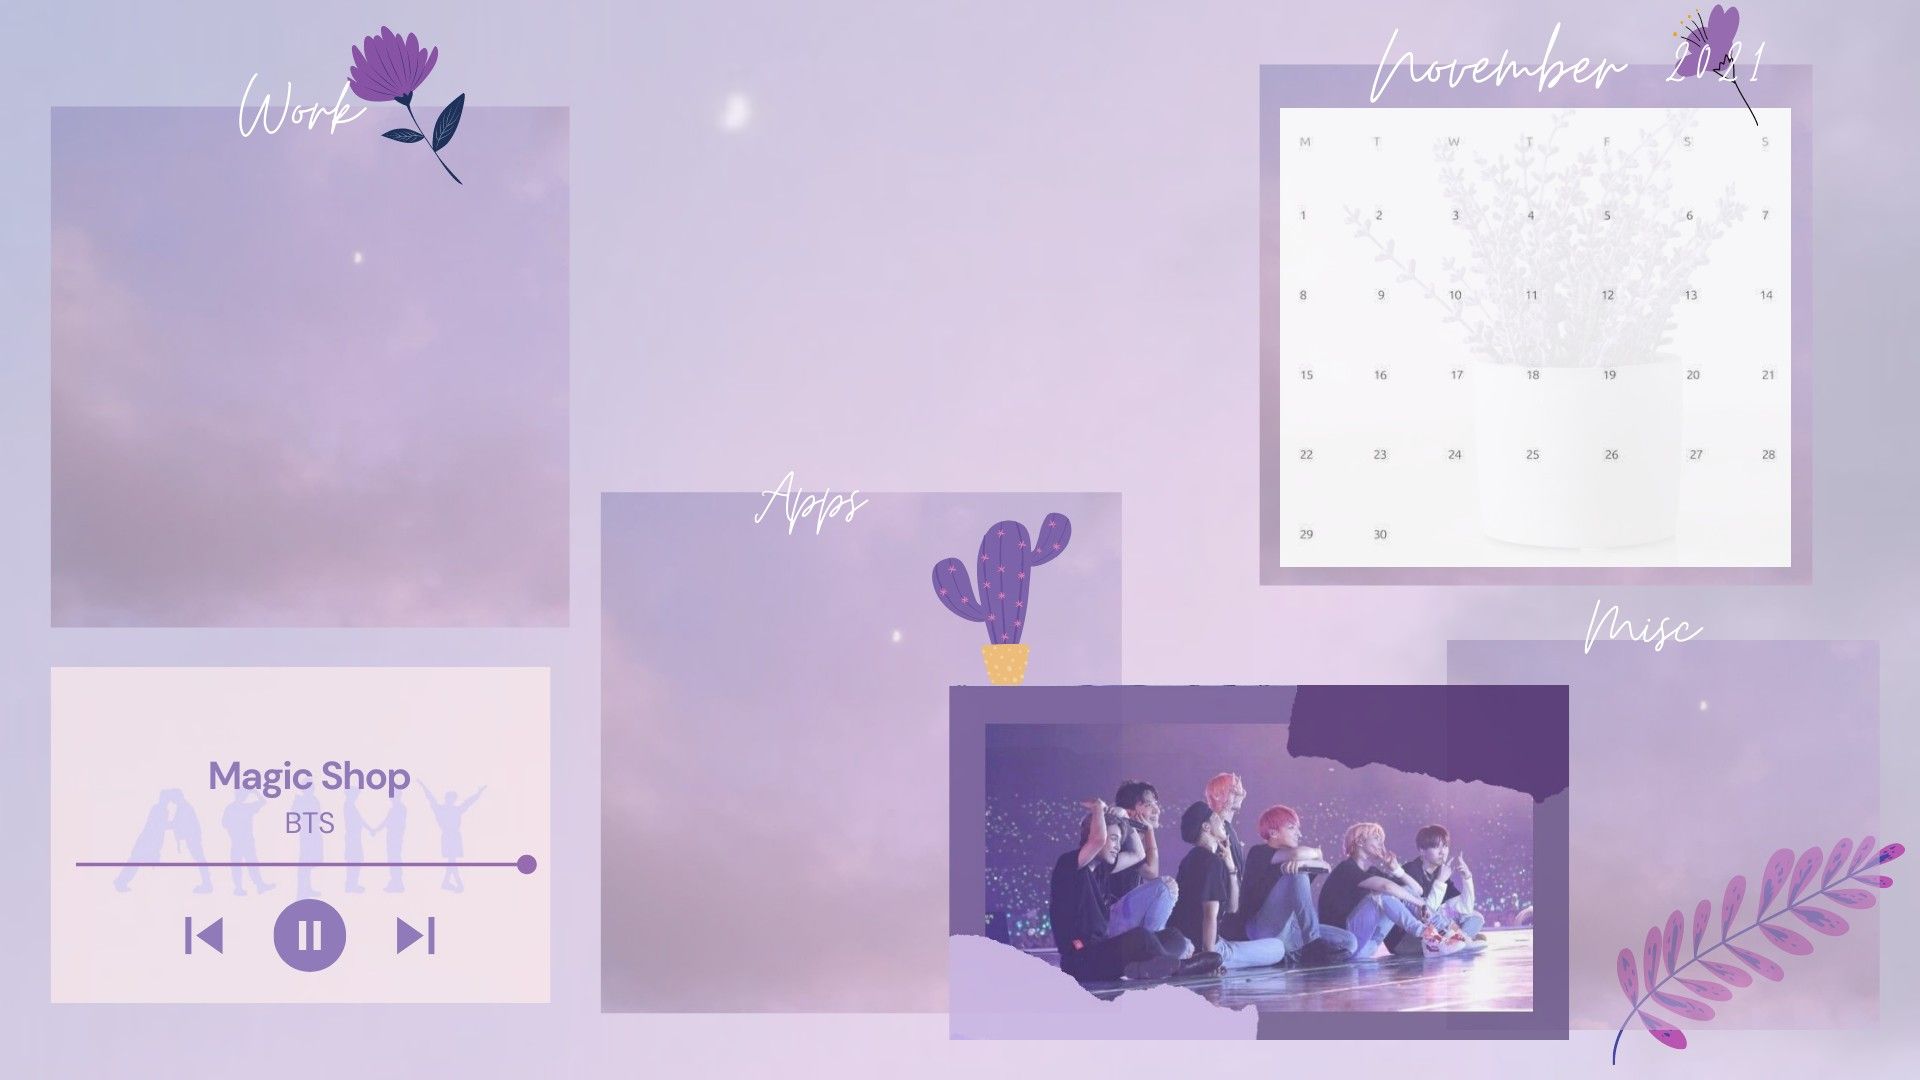 Work
November 2021
M T W T F S S
1 2 3 4 5 6 7
8 9 10 11 12 13 14
15 16 17 18 19 20 21
22 23 24 25 26 27 28
29 30
Apps
Misc
Magic Shop
BTS
ARMY